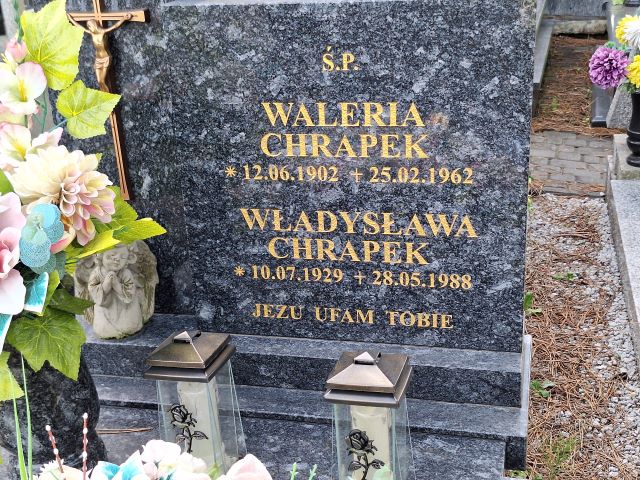 Ś.P.
WALERIA
CHRAPEK
* 12.06.1902 + 25.02.1962
WŁADYSŁAWA
CHRAPEK
* 10.07.1929 + 28.05.1988
JEZU UFAM TOBIE